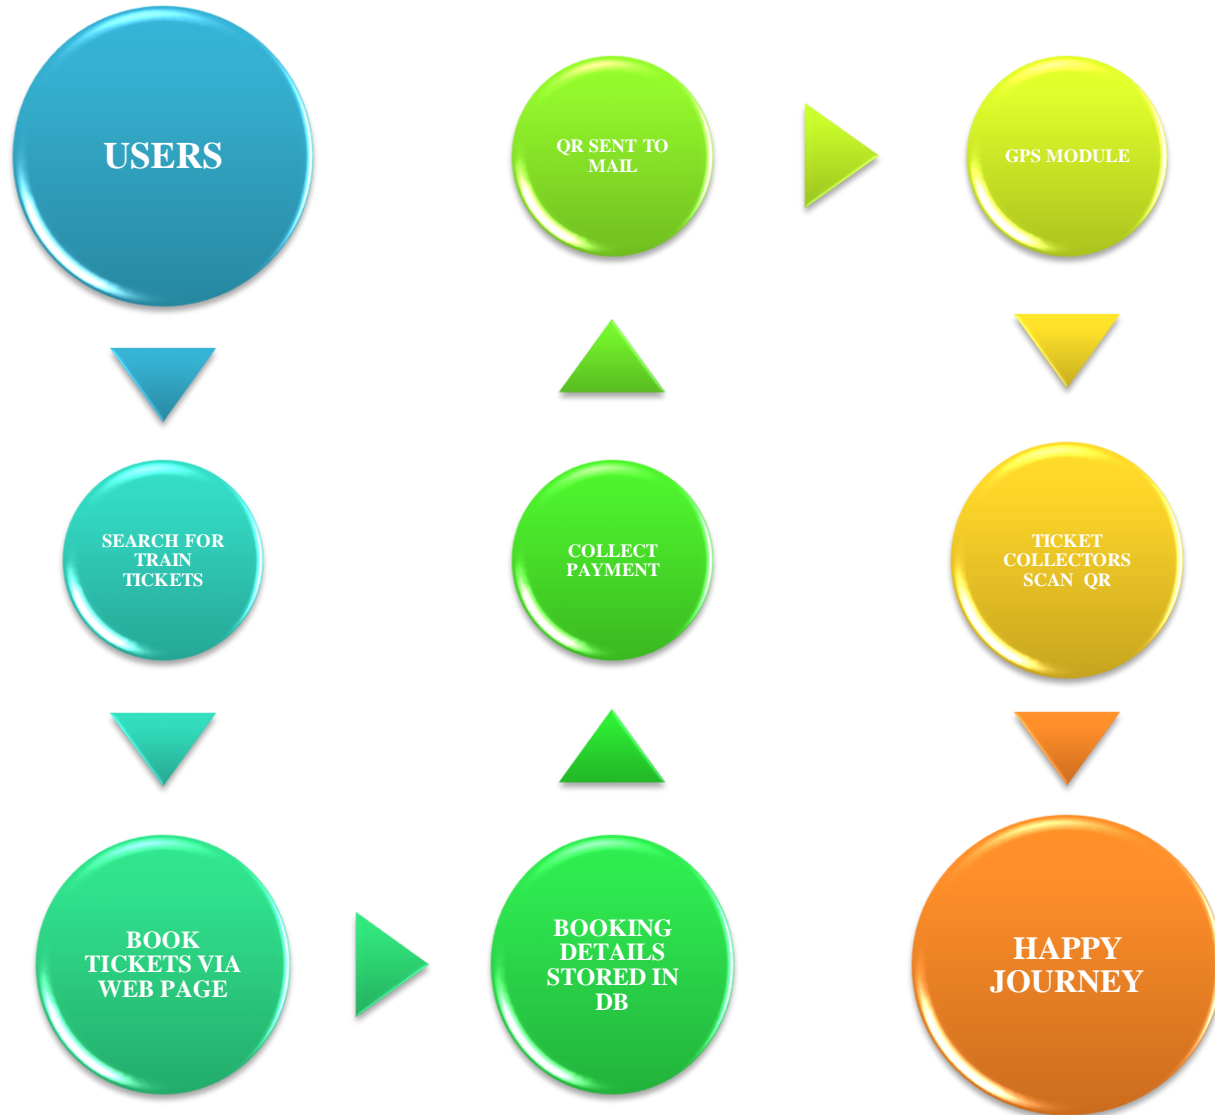 USERS
SEARCH FOR
TRAIN
TICKETS
BOOK
TICKETS VIA
WEB PAGE
BOOKING
DETAILS
STORED IN
DB
COLLECT
PAYMENT
QR SENT TO
MAIL
GPS MODULE
TICKET
COLLECTORS
SCAN QR
HAPPY
JOURNEY